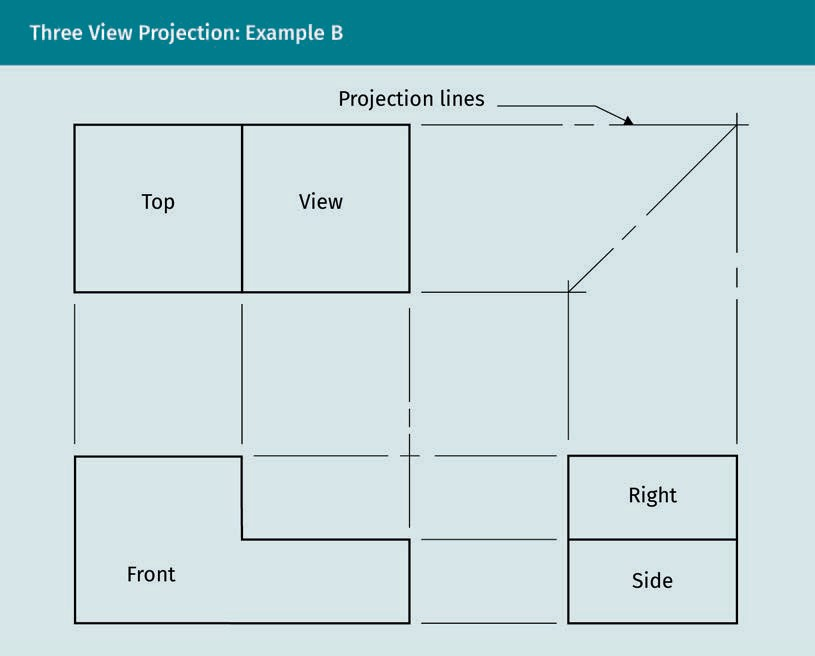 Three View Projection: Example B
Projection lines
Top View
Right
Front
Side